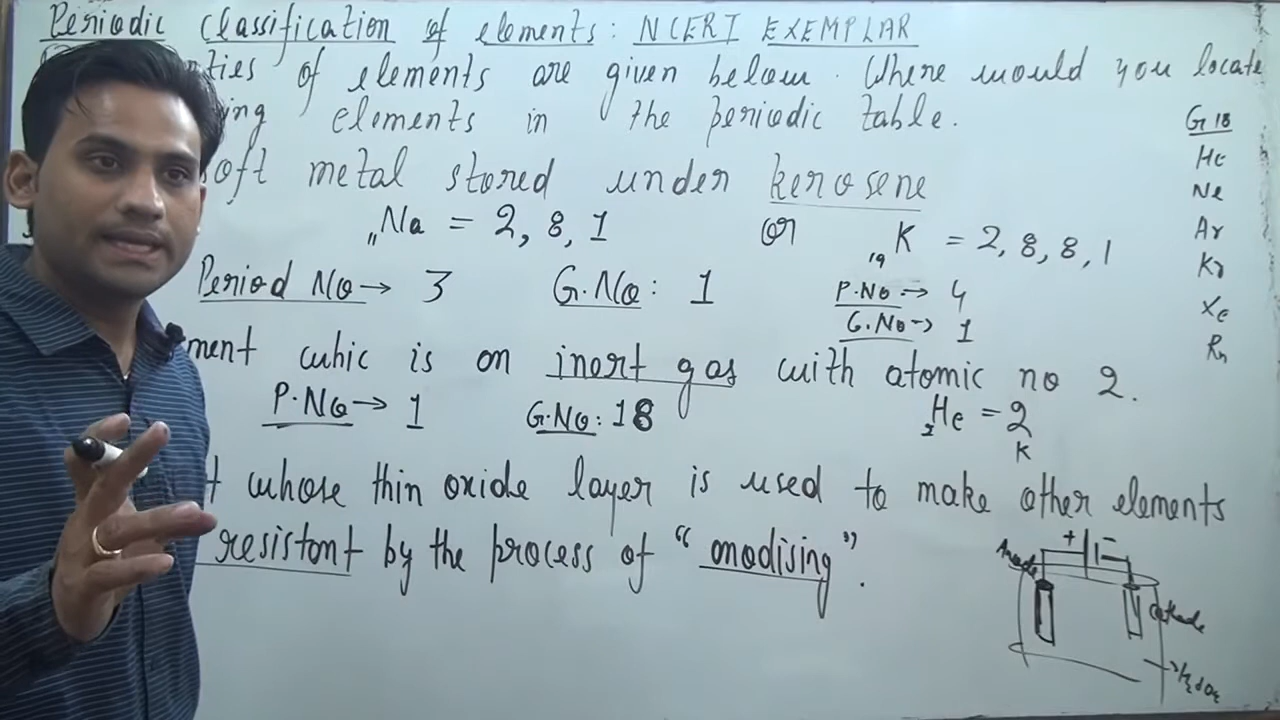 Periodic Classification of elements : NCERT EXEMPLAR
ties of elements are given below. Where would you locate
ing elements in the periodic table.
oft metal stored under kerosene
₁₁Na = 2, 8, 1 or ₁₉K = 2, 8, 8, 1
Period No → 3 G.No : 1 P.No → 4
G.No → 1
ment cuhic is on inert gas with atomic no 2.
P.No → 1 G.No : 18 ₂He = 2
K
t whose thin oxide layer is used to make other elements
resistant by the process of "anodising".
G 18
He
Ne
Ar
Kr
Xe
Rn
+ -
Anode
Cathode